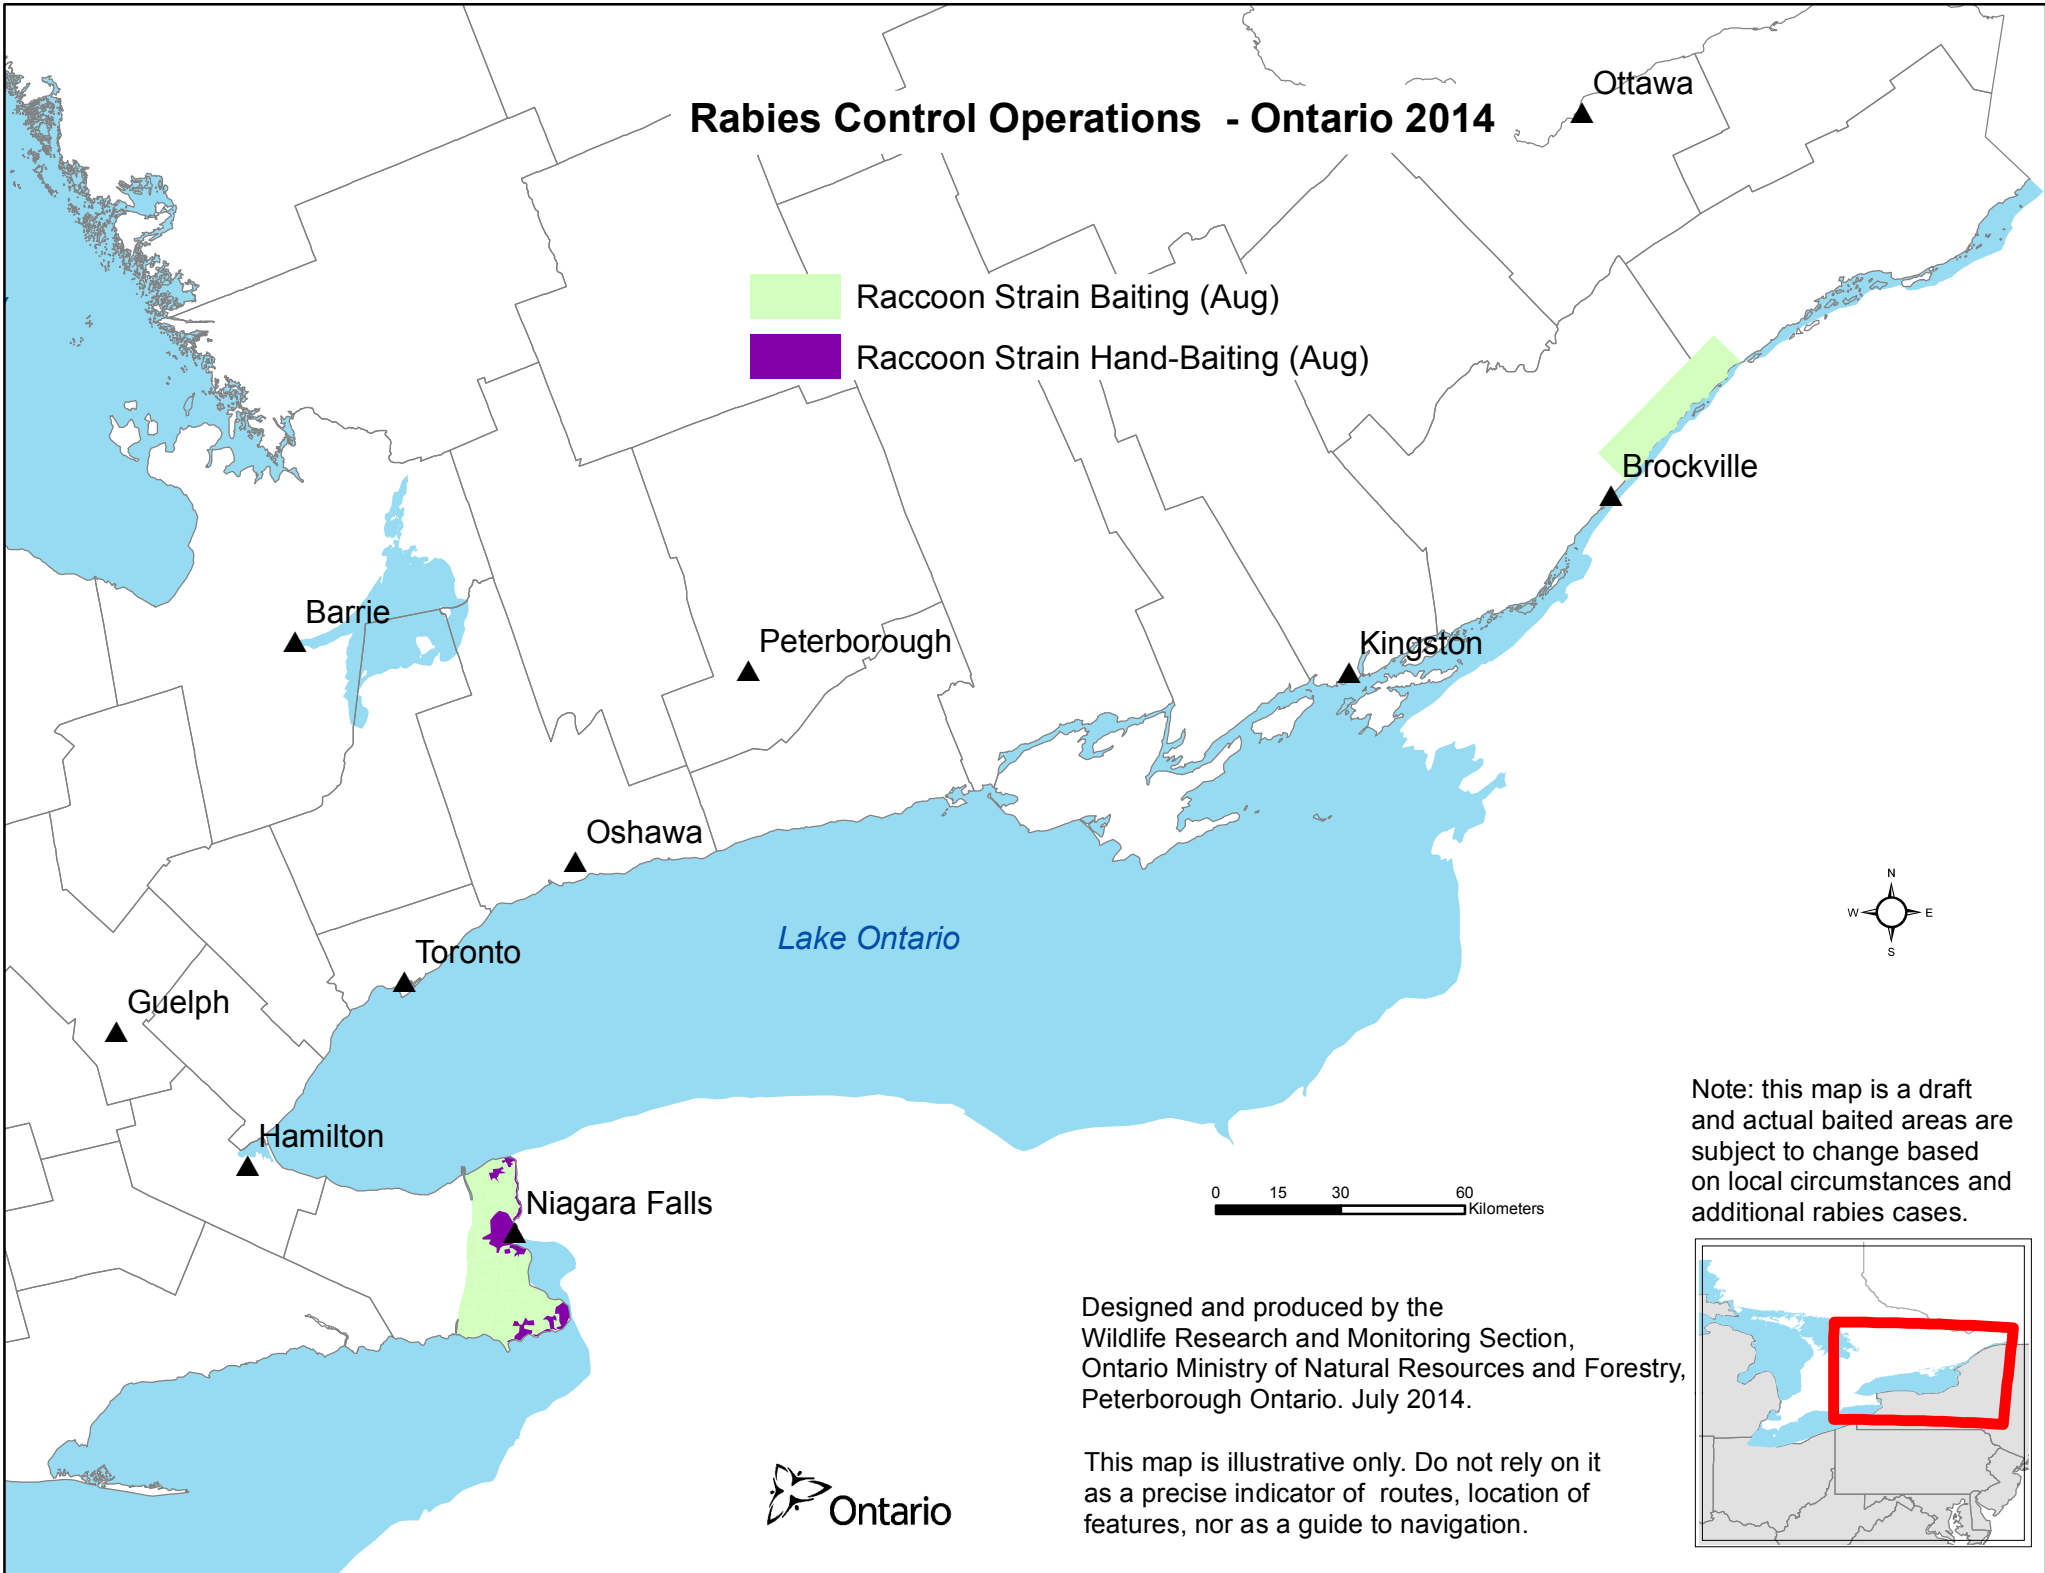 Ottawa
Rabies Control Operations - Ontario 2014
Raccoon Strain Baiting (Aug)
Raccoon Strain Hand-Baiting (Aug)
Brockville
Barrie
Peterborough
Kingston
Oshawa
N
W E
S
Lake Ontario
Toronto
Guelph
Note: this map is a draft
and actual baited areas are
subject to change based
on local circumstances and
additional rabies cases.
Hamilton
Niagara Falls
0 15 30 60
Kilometers
Designed and produced by the
Wildlife Research and Monitoring Section,
Ontario Ministry of Natural Resources and Forestry,
Peterborough Ontario. July 2014.
This map is illustrative only. Do not rely on it
as a precise indicator of routes, location of
features, nor as a guide to navigation.
Ontario